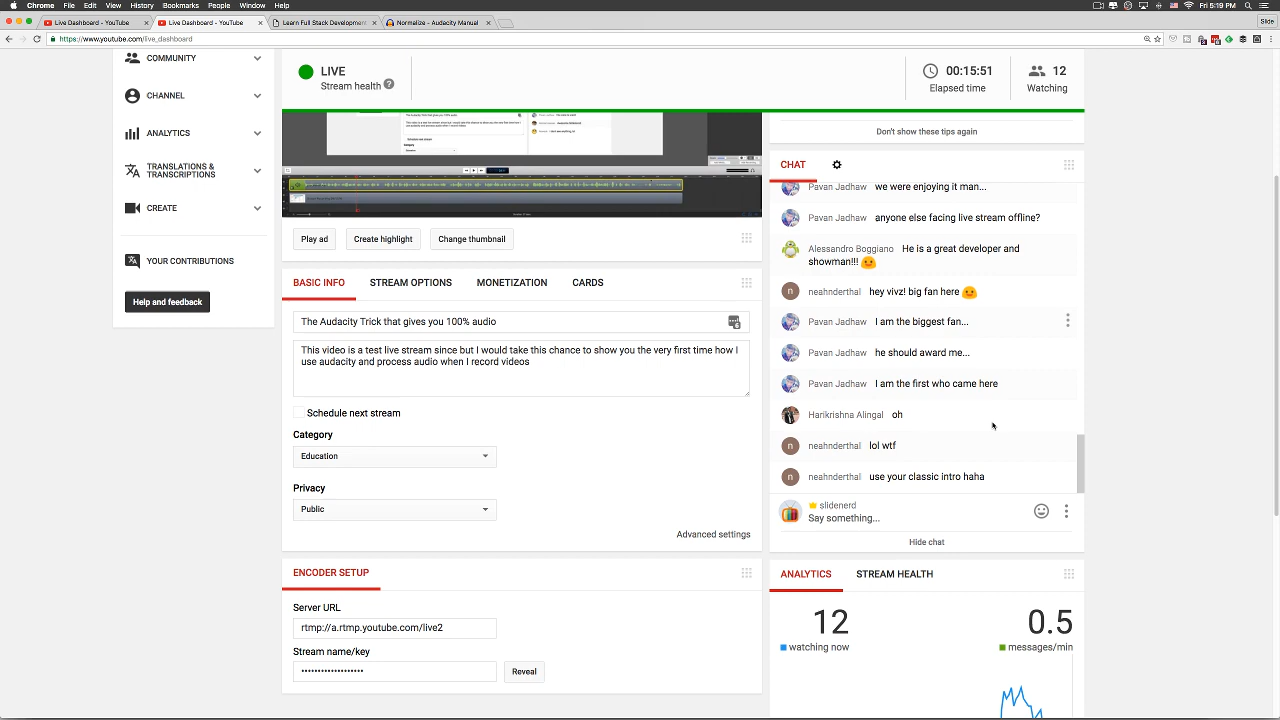 Chrome File Edit View History Bookmarks People Window Help
Fri 5:19 PM
Live Dashboard - YouTube
Live Dashboard - YouTube
Learn Full Stack Development
Normalize - Audacity Manual
Slide
https://www.youtube.com/live_dashboard
COMMUNITY
CHANNEL
ANALYTICS
TRANSLATIONS &
TRANSCRIPTIONS
CREATE
YOUR CONTRIBUTIONS
Help and feedback
LIVE
Stream health
00:15:51
Elapsed time
12
Watching
Play ad
Create highlight
Change thumbnail
BASIC INFO
STREAM OPTIONS
MONETIZATION
CARDS
The Audacity Trick that gives you 100% audio
This video is a test live stream since but I would take this chance to show you the very first time how I
use audacity and process audio when I record videos
Schedule next stream
Category
Education
Privacy
Public
Advanced settings
ENCODER SETUP
Server URL
rtmp://a.rtmp.youtube.com/live2
Stream name/key
Reveal
Don't show these tips again
CHAT
Pavan Jadhaw we were enjoying it man...
Pavan Jadhaw anyone else facing live stream offline?
Alessandro Boggiano He is a great developer and
showman!!!
neahnderthal hey vivz! big fan here
Pavan Jadhaw I am the biggest fan...
Pavan Jadhaw he should award me...
Pavan Jadhaw I am the first who came here
Harikrishna Alingal oh
neahnderthal lol wtf
neahnderthal use your classic intro haha
slidenerd
Say something...
Hide chat
ANALYTICS
STREAM HEALTH
12
watching now
0.5
messages/min